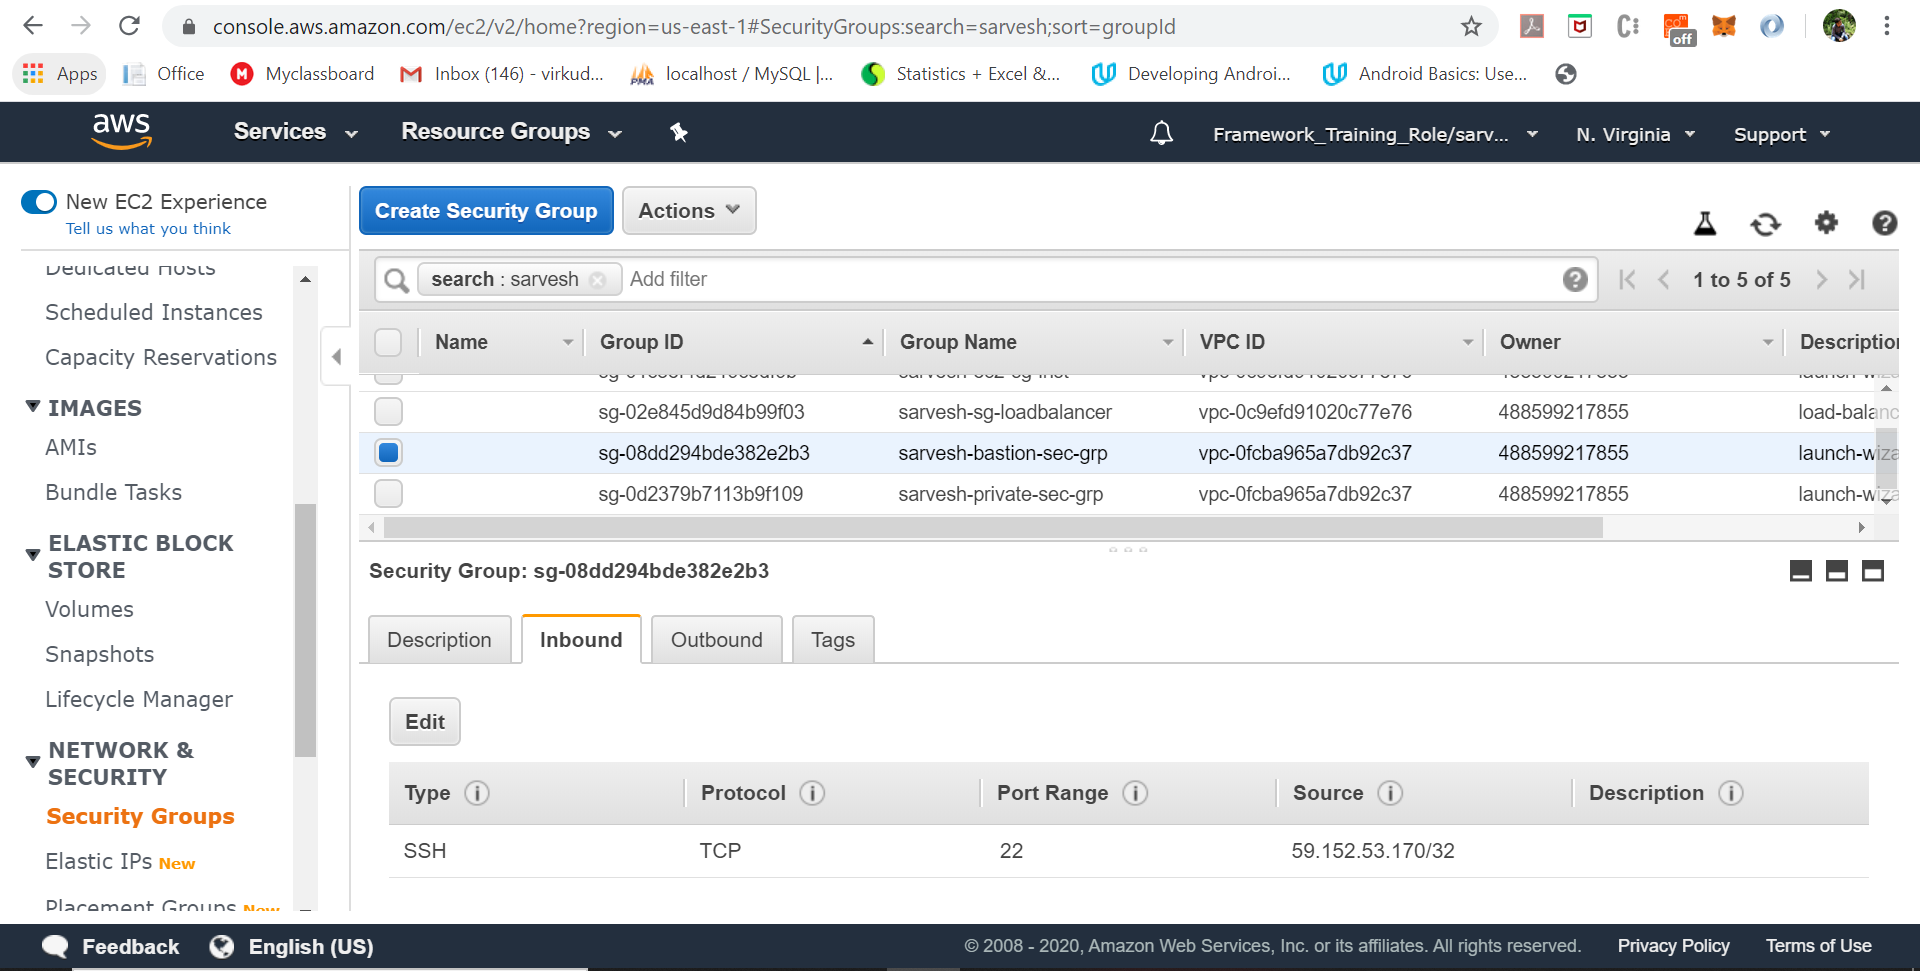 console.aws.amazon.com/ec2/v2/home?region=us-east-1#SecurityGroups:search=sarvesh;sort=groupId
off
Apps Office Myclassboard Inbox (146) - virkud... localhost / MySQL |... Statistics + Excel &... Developing Androi... Android Basics: Use...
aws Services Resource Groups Framework_Training_Role/sarv... N. Virginia Support
New EC2 Experience
Tell us what you think
Dedicated Hosts
Scheduled Instances
Capacity Reservations
IMAGES
AMIs
Bundle Tasks
ELASTIC BLOCK
STORE
Volumes
Snapshots
Lifecycle Manager
NETWORK &
SECURITY
Security Groups
Elastic IPs New
Placement Groups New
Create Security Group Actions
search : sarvesh Add filter 1 to 5 of 5
Name Group ID Group Name VPC ID Owner Description
sg-02e845d9d84b99f03 sarvesh-sg-loadbalancer vpc-0c9efd91020c77e76 488599217855 load-balanc
sg-08dd294bde382e2b3 sarvesh-bastion-sec-grp vpc-0fcba965a7db92c37 488599217855 launch-wiza
sg-0d2379b7113b9f109 sarvesh-private-sec-grp vpc-0fcba965a7db92c37 488599217855 launch-wiza
Security Group: sg-08dd294bde382e2b3
Description Inbound Outbound Tags
Edit
Type Protocol Port Range Source Description
SSH TCP 22 59.152.53.170/32
Feedback English (US) © 2008 - 2020, Amazon Web Services, Inc. or its affiliates. All rights reserved. Privacy Policy Terms of Use